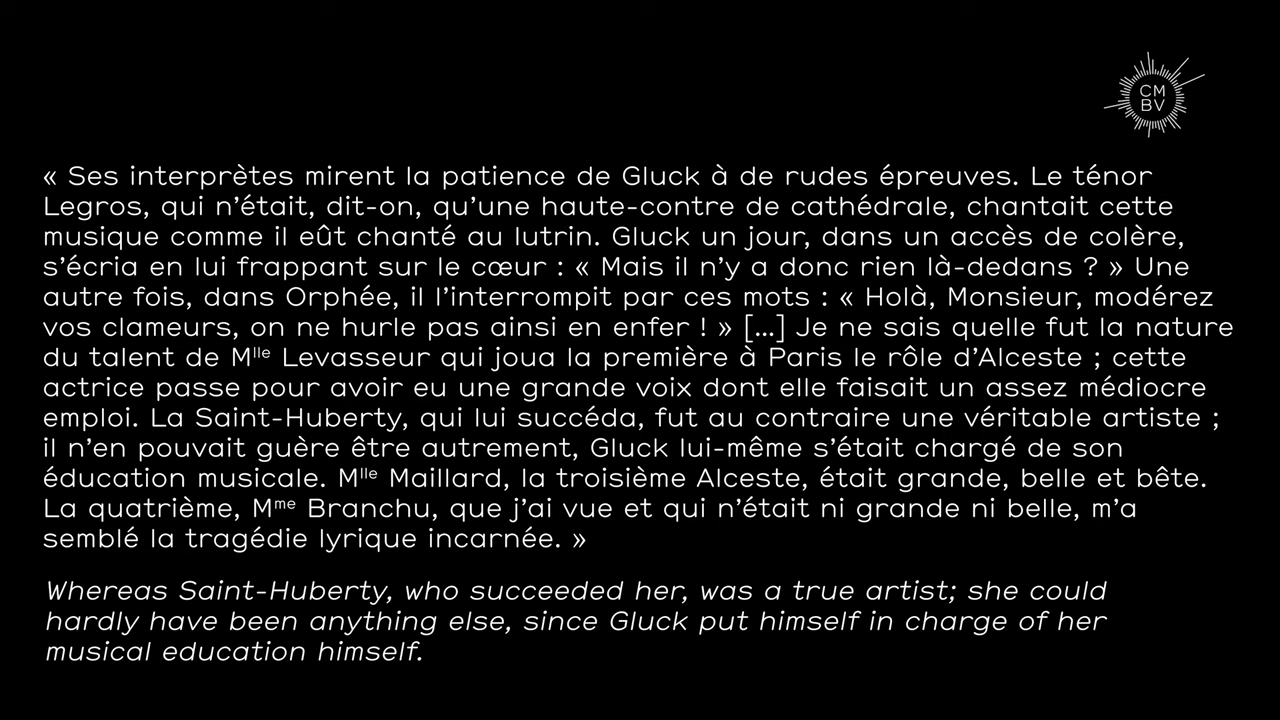 CM
BV
« Ses interprètes mirent la patience de Gluck à de rudes épreuves. Le ténor
Legros, qui n’était, dit-on, qu’une haute-contre de cathédrale, chantait cette
musique comme il eût chanté au lutrin. Gluck un jour, dans un accès de colère,
s’écria en lui frappant sur le cœur : « Mais il n’y a donc rien là-dedans ? » Une
autre fois, dans Orphée, il l’interrompit par ces mots : « Holà, Monsieur, modérez
vos clameurs, on ne hurle pas ainsi en enfer ! » [...] Je ne sais quelle fut la nature
du talent de Mlle Levasseur qui joua la première à Paris le rôle d’Alceste ; cette
actrice passe pour avoir eu une grande voix dont elle faisait un assez médiocre
emploi. La Saint-Huberty, qui lui succéda, fut au contraire une véritable artiste ;
il n’en pouvait guère être autrement, Gluck lui-même s’était chargé de son
éducation musicale. Mlle Maillard, la troisième Alceste, était grande, belle et bête.
La quatrième, Mme Branchu, que j’ai vue et qui n’était ni grande ni belle, m’a
semblé la tragédie lyrique incarnée. »
Whereas Saint-Huberty, who succeeded her, was a true artist; she could
hardly have been anything else, since Gluck put himself in charge of her
musical education himself.